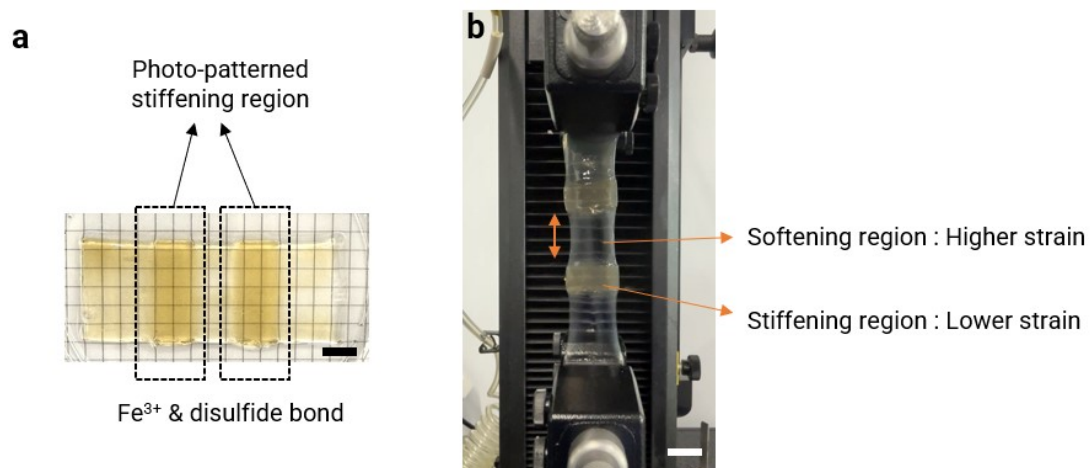 a
Photo-patterned
stiffening region
Fe³⁺ & disulfide bond
b
Softening region : Higher strain
Stiffening region : Lower strain